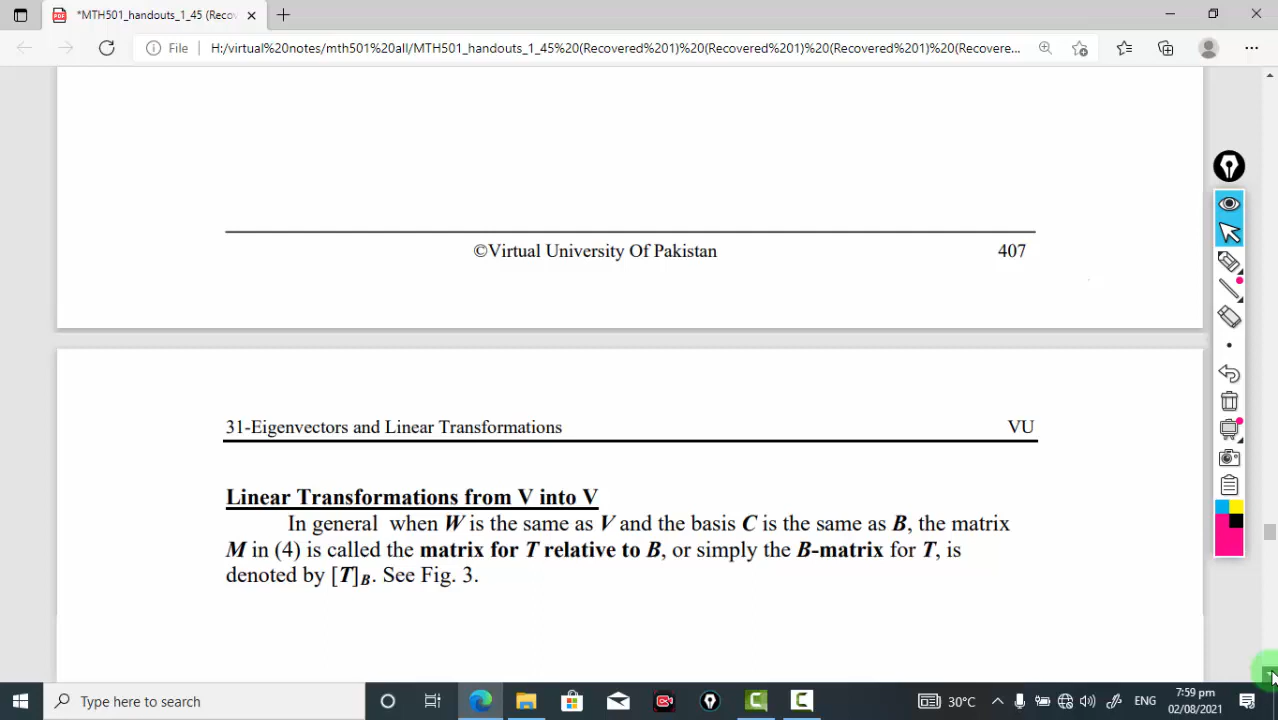 *MTH501_handouts_1_45 (Recov
File
H:/virtual%20notes/mth501%20all/MTH501_handouts_1_45%20(Recovered%201)%20(Recovered%201)%20(Recovered%201)%20(Recovere...
©Virtual University Of Pakistan 407
31-Eigenvectors and Linear Transformations VU
Linear Transformations from V into V
In general when W is the same as V and the basis C is the same as B, the matrix
M in (4) is called the matrix for T relative to B, or simply the B-matrix for T, is
denoted by [T]B. See Fig. 3.
Type here to search
30°C
ENG
7:59 pm
02/08/2021